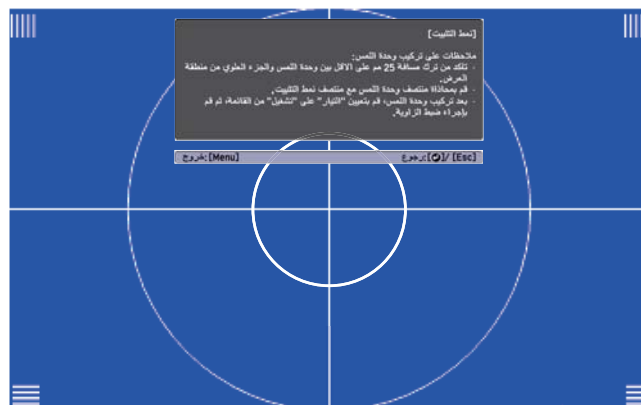 [نمط التثبيت]
ملاحظات على تركيب وحدة اللمس:
- تأكد من ترك مسافة 25 مم على الأقل بين وحدة اللمس والجزء العلوي من منطقة
العرض.
- قم بمحاذاة منتصف وحدة اللمس مع منتصف نمط التثبيت.
- بعد تركيب وحدة اللمس، قم بتعيين "التيار" على "تشغيل" من القائمة، ثم قم
بإجراء ضبط الزاوية.
[Esc] /[⏎]:رجوع [Menu]:خروج